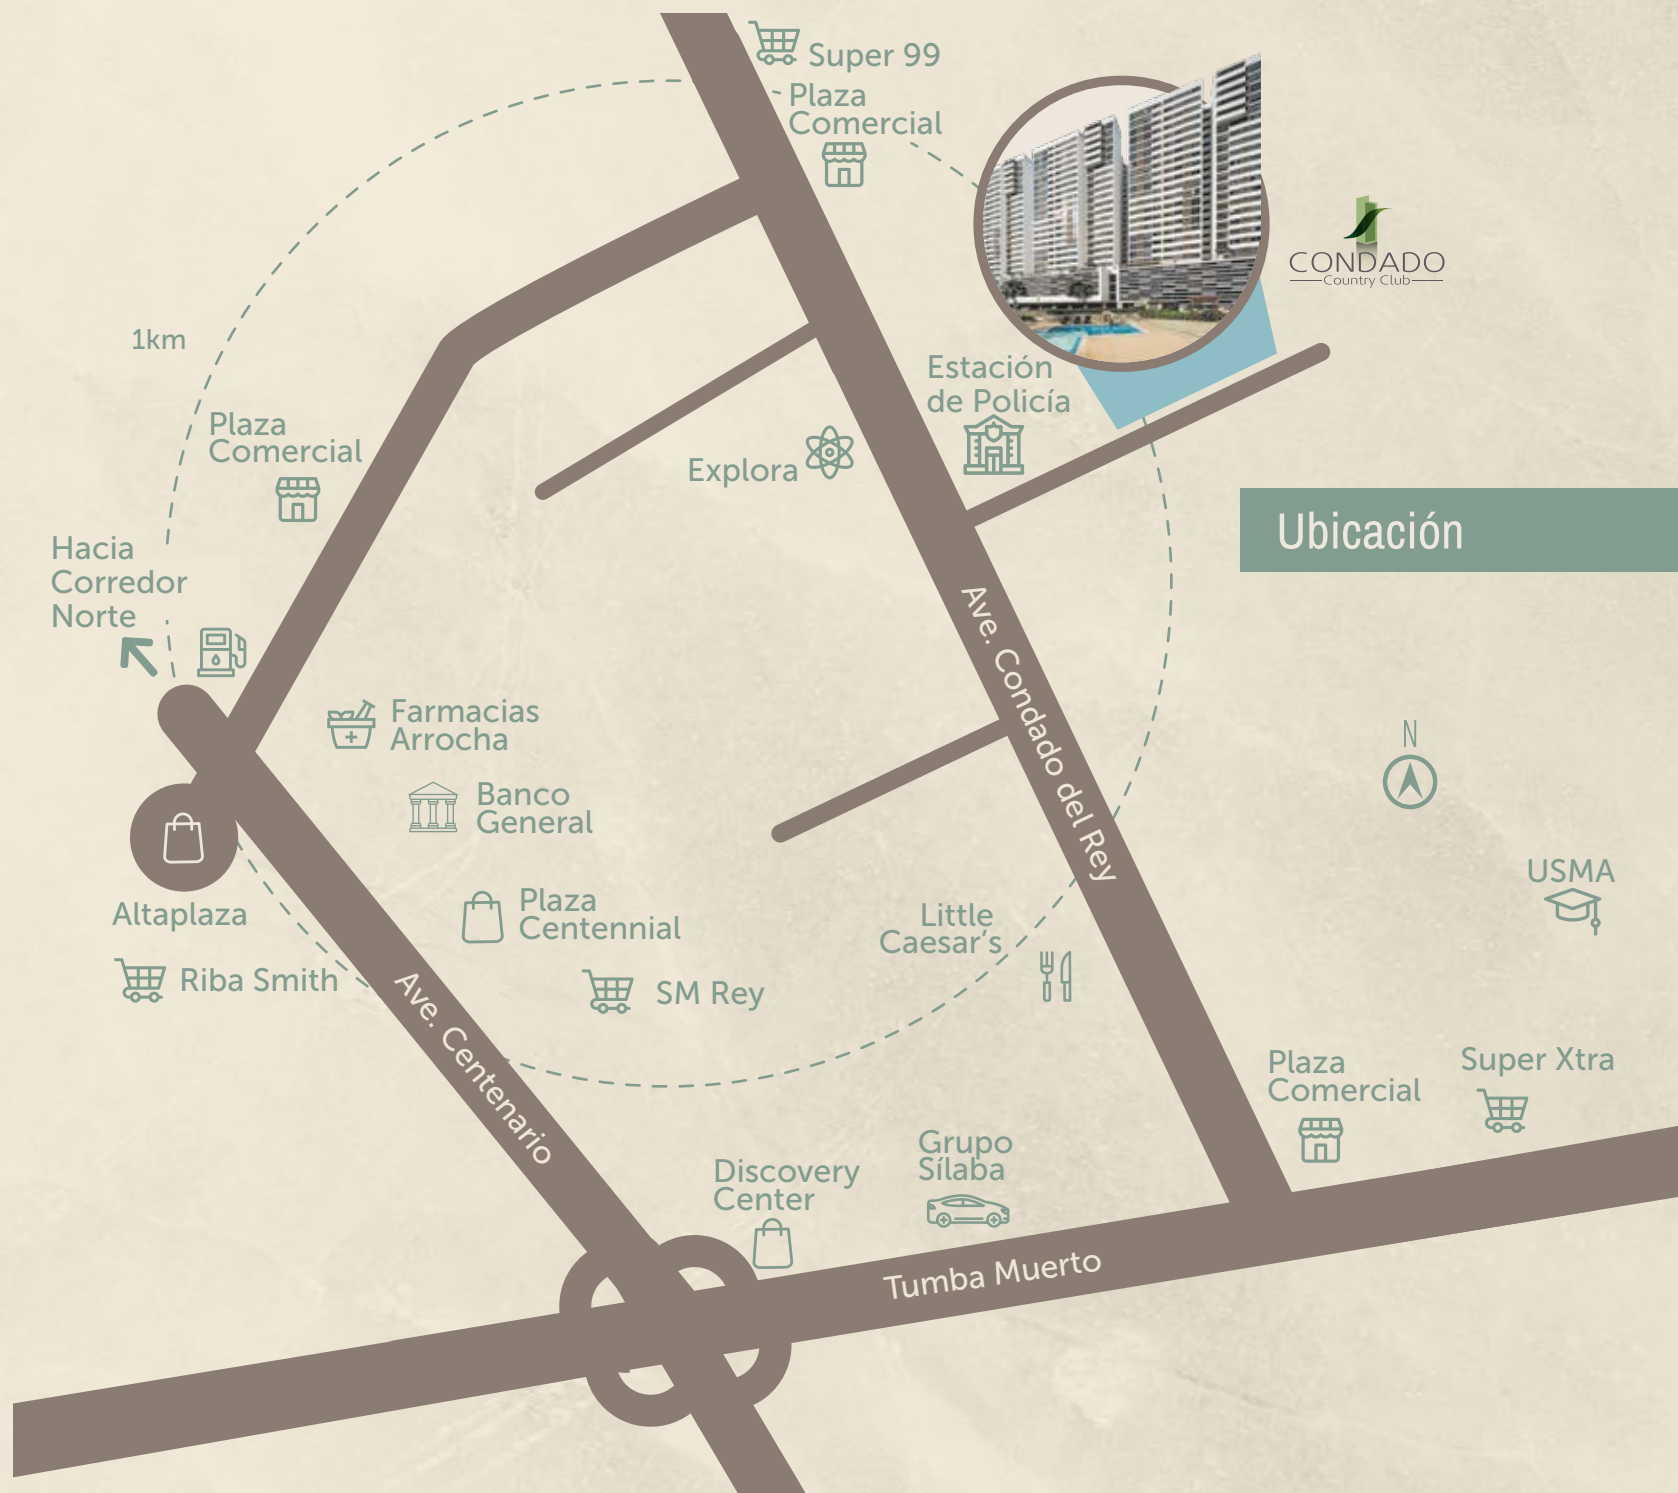 Super 99
Plaza
Comercial
CONDADO
Country Club
1km
Estación
de Policía
Plaza
Comercial
Explora
Ubicación
Hacia
Corredor
Norte
Ave. Condado del Rey
Farmacias
Arrocha
N
Banco
General
USMA
Altaplaza
Plaza
Centennial
Little
Caesar's
Riba Smith
SM Rey
Ave. Centenario
Plaza
Comercial
Super Xtra
Discovery
Center
Grupo
Sílaba
Tumba Muerto